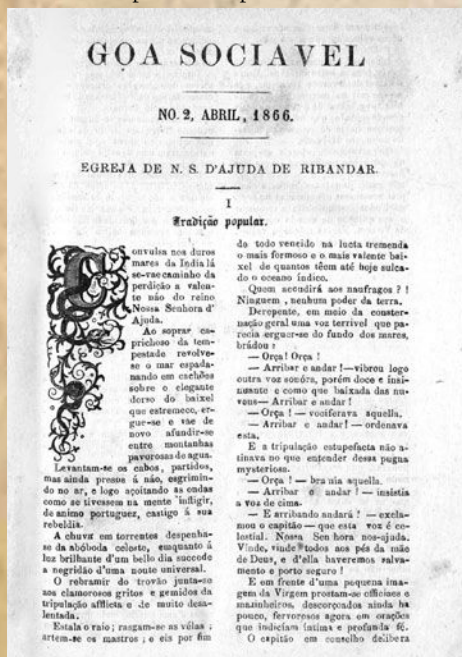 GOA SOCIAVEL
NO. 2, ABRIL, 1866.
EGREJA DE N. S. D'AJUDA DE RIBANDAR.
I
Tradição popular.
Convulsa nos duros
mares da India lá
se-vae caminho da
perdição a valen-
te não do reino
Nossa Senhora d'
Ajuda.
Ao soprar ca-
prichoso da tem-
pestade revolve-
se o mar espada-
nando em cachões
sobre o elegante
dorso do baixel
que estremece, er-
gue-se e vae de
novo afundir-se
entre montanhas
pavorosas de agua.
Levantam-se os cabos, partidos,
mas ainda presos á não, esgrimin-
do no ar, e logo açoitando as ondas
como se tivessem na mente infligir,
de animo portuguez, castigo á sua
rebeldia.
A chuva em torrentes despenha-
se da abóboda celeste, emquanto á
luz brilhante d'um bello dia succede
a negridão d'uma noute universal.
O rebramir do trovão junta-se
aos clamorosos gritos e gemidos da
tripulação afflicta e de muito desa-
lentada.
Estala o raio; rasgam-se as vélas;
artem-se os mastros; e eis por fim
do todo vencido na lucta tremenda
o mais formoso e o mais valente bai-
xel de quantos têem até hoje sulca-
do o oceano indico.
Quem accudirá aos naufragos ? !
Ninguem, nenhum poder da terra.
Derepente, em meio da conster-
nação geral uma voz terrivel que pa-
recia erguer-se do fundo dos mares,
brádou :
— Orça! Orça !
— Arribar e andar !—vibrou logo
outra voz sonóra, porém doce e insi-
nuante e como que baixada das nu-
vens— Arribar e andar !
— Orça ! — vociferava aquella.
— Arribar e andar! — ordenava
esta.
E a tripulação estupefacta não a-
tinava no que entender dessa pugna
mysteriosa.
— Orça ! — bramia aquella.
— Arribar e andar ! — insistia
a voz de cima.
— E arribando andará ! — excla-
mou o capitão — que esta voz é ce-
lestial. Nossa Senhora nos-ajuda.
Vinde, vinde todos aos pés da mãe
de Deus, e d'ella haveremos salva-
mento e porto seguro !
E em frente d'uma pequena ima-
gem da Virgem prostam-se officiaes e
marinheiros, descorçoados ainda ha
pouco, fervorosos agora em orações
que indiciam íntima e profunda fé.
O capitão em conselho delibera